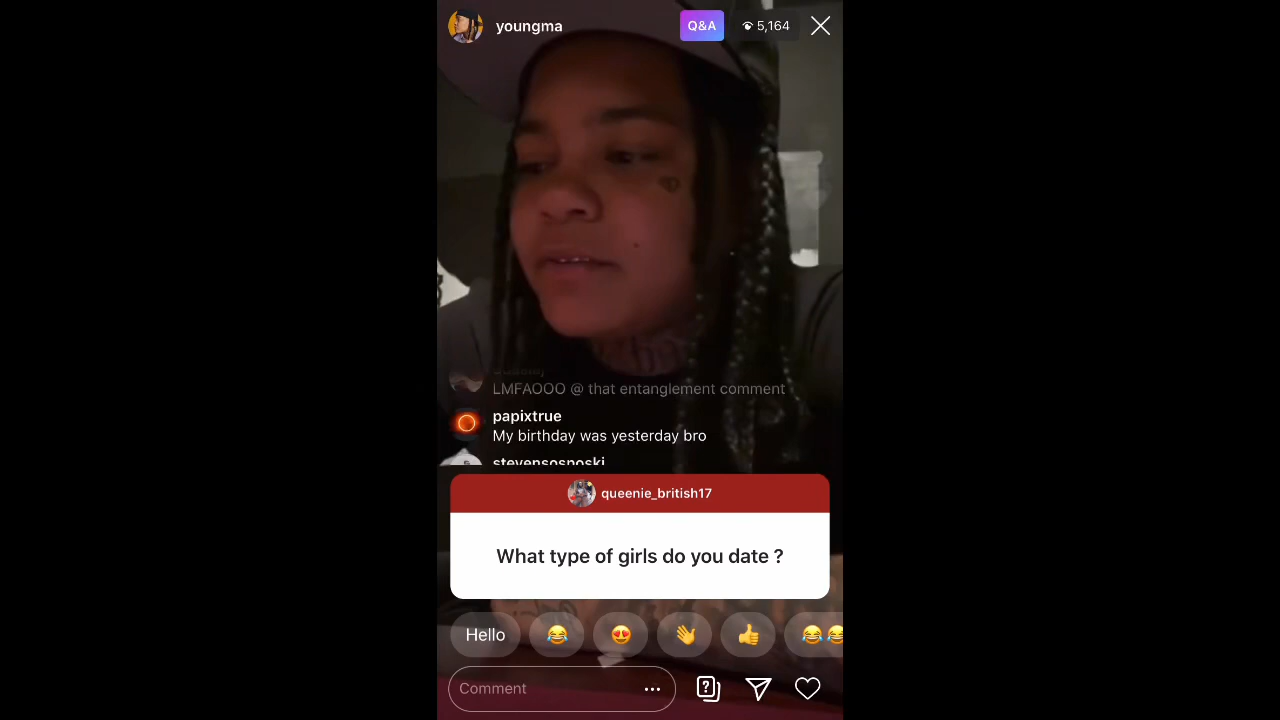 youngma
Q&A
5,164
LMFAOOO @ that entanglement comment
papixtrue
My birthday was yesterday bro
stevensosnoski
queenie_british17
What type of girls do you date ?
Hello
Comment